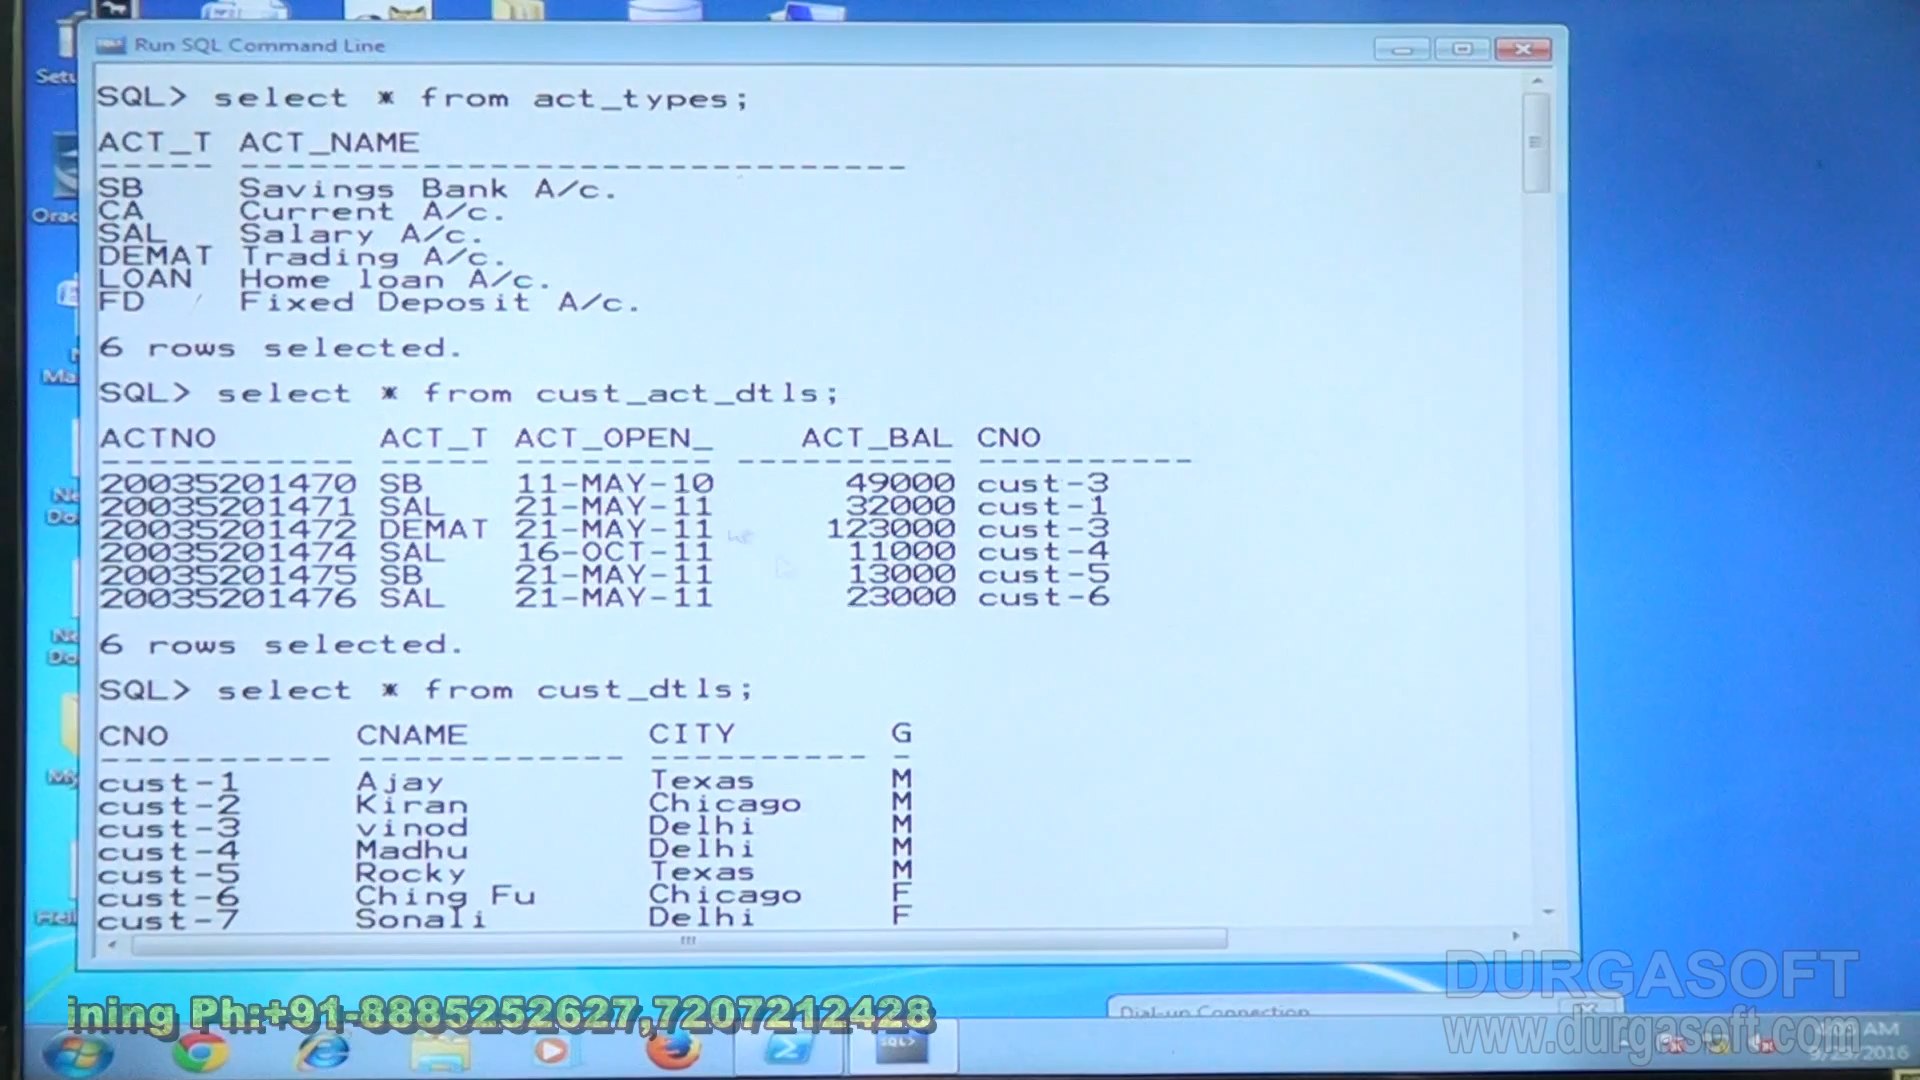 Run SQL Command Line
SQL> select * from act_types;
ACT_T ACT_NAME
----- -----------------------------
SB Savings Bank A/c.
CA Current A/c.
SAL Salary A/c.
DEMAT Trading A/c.
LOAN Home loan A/c.
FD Fixed Deposit A/c.
6 rows selected.
SQL> select * from cust_act_dtls;
ACTNO ACT_T ACT_OPEN_ ACT_BAL CNO
----------- ----- --------- ---------- ----------
20035201470 SB 11-MAY-10 49000 cust-3
20035201471 SAL 21-MAY-11 32000 cust-1
20035201472 DEMAT 21-MAY-11 123000 cust-3
20035201474 SAL 16-OCT-11 11000 cust-4
20035201475 SB 21-MAY-11 13000 cust-5
20035201476 SAL 21-MAY-11 23000 cust-6
6 rows selected.
SQL> select * from cust_dtls;
CNO CNAME CITY G
---------- ------------ ---------- -
cust-1 Ajay Texas M
cust-2 Kiran Chicago M
cust-3 vinod Delhi M
cust-4 Madhu Delhi M
cust-5 Rocky Texas M
cust-6 Ching Fu Chicago F
cust-7 Sonali Delhi F
DURGASOFT
ining Ph:+91-8885252627,7207212428
Dial-up Connection
www.durgasoft.com
AM
9/23/2016